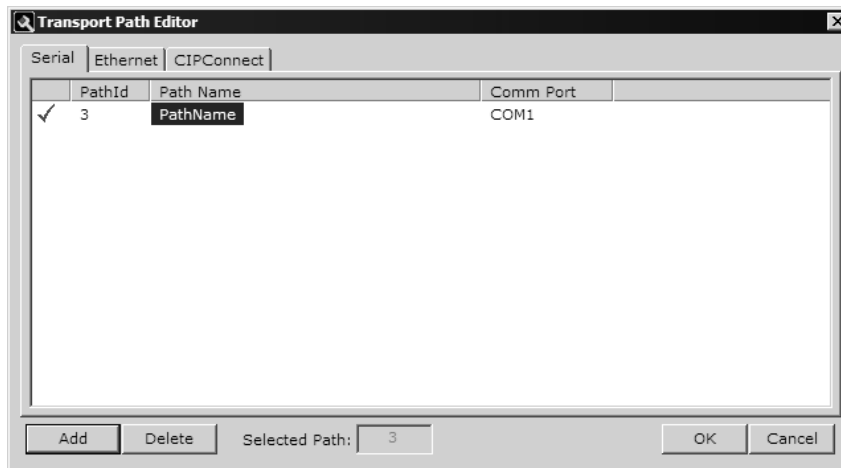 Transport Path Editor
Serial Ethernet CIPConnect
PathId Path Name Comm Port
3 PathName COM1
Add Delete Selected Path: 3 OK Cancel